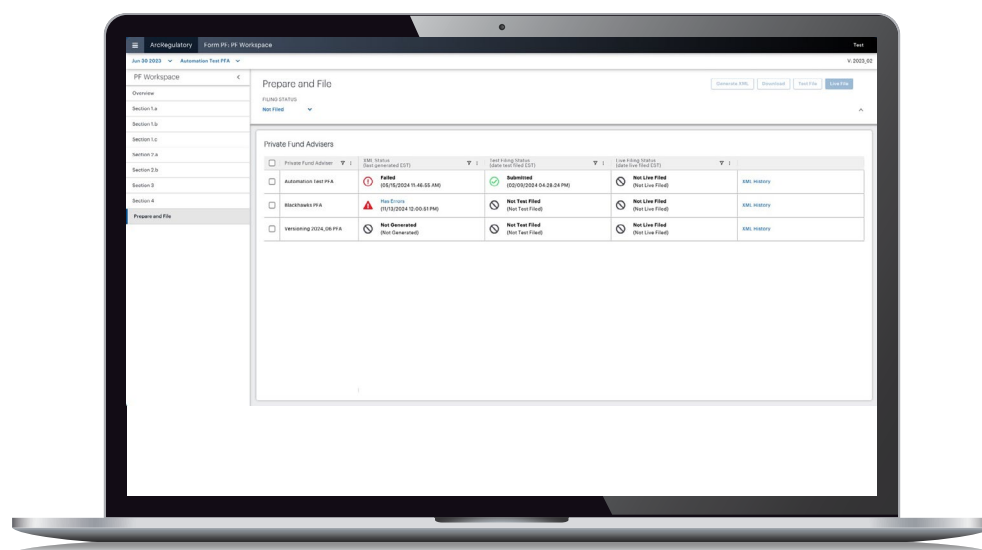 ArcRegulatory Form PF: PF Workspace Test
Jun 30 2023 Automation Test PFA V: 2023_02
PF Workspace
Overview
Section 1.a
Section 1.b
Section 1.c
Section 2.a
Section 2.b
Section 3
Section 4
Prepare and File
Prepare and File
Generate XML Download Test File Live File
FILING STATUS
Not Filed
Private Fund Advisers
Private Fund Adviser XML Status Test Filing Status Live Filing Status
(last generated EST) (date test filed EST) (date live filed EST)
Automation Test PFA Failed Submitted Not Live Filed XML History
(05/15/2024 11:46:55 AM) (02/09/2024 04:28:24 PM) (Not Live Filed)
Blackhawks PFA Has Errors Not Test Filed Not Live Filed XML History
(11/13/2024 12:00:51 PM) (Not Test Filed) (Not Live Filed)
Versioning 2024_06 PFA Not Generated Not Test Filed Not Live Filed XML History
(Not Generated) (Not Test Filed) (Not Live Filed)